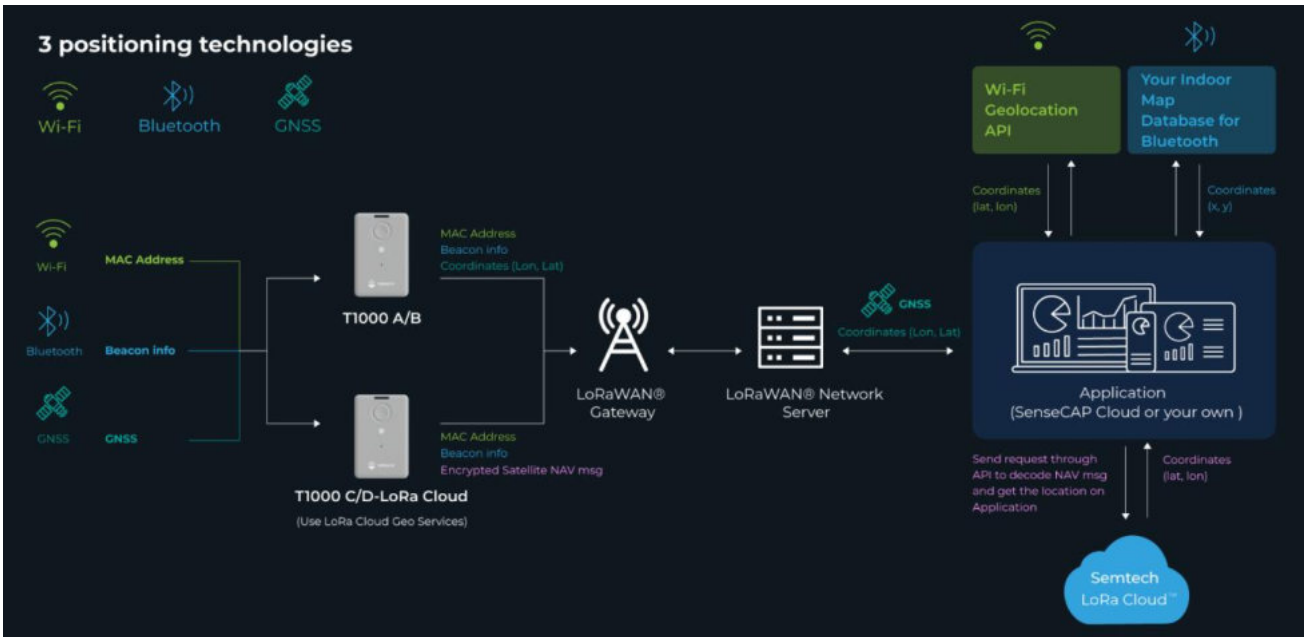 3 positioning technologies
Wi-Fi
Bluetooth
GNSS
Wi-Fi
MAC Address
Bluetooth
Beacon info
GNSS
GNSS
MAC Address
Beacon info
Coordinates (Lon, Lat)
T1000 A/B
MAC Address
Beacon info
Encrypted Satellite NAV msg
T1000 C/D-LoRa Cloud
(Use LoRa Cloud Geo Services)
LoRaWAN®
Gateway
LoRaWAN® Network
Server
GNSS
Coordinates (Lon, Lat)
Wi-Fi
Geolocation
API
Your Indoor
Map
Database for
Bluetooth
Coordinates
(lat, lon)
Coordinates
(x, y)
Application
(SenseCAP Cloud or your own )
Send request through
API to decode NAV msg
and get the location on
Application
Coordinates
(lat, lon)
Semtech
LoRa Cloud™